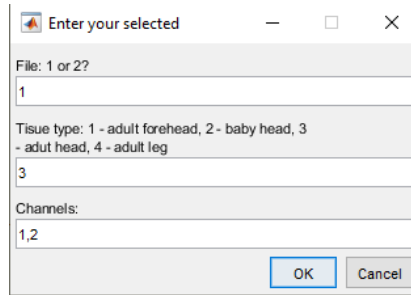 Enter your selected
File: 1 or 2?
1
Tisue type: 1 - adult forehead, 2 - baby head, 3
- adut head, 4 - adult leg
3
Channels:
1,2
OK Cancel